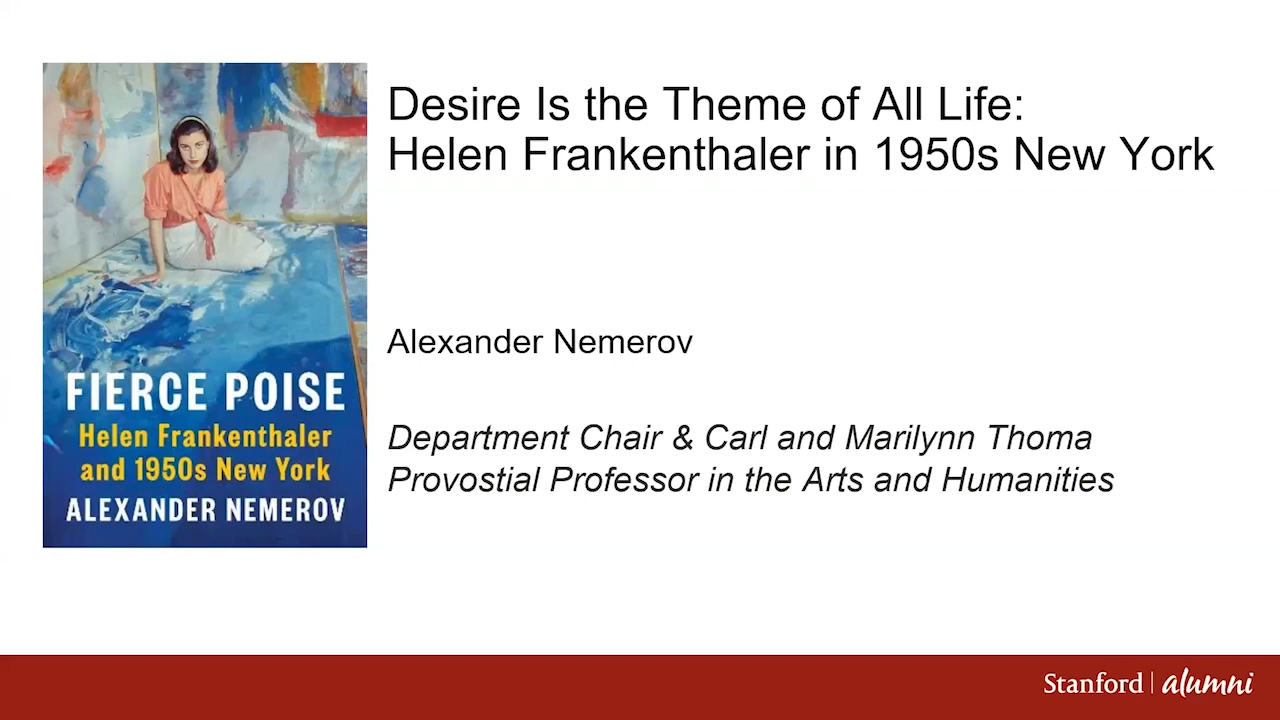 Desire Is the Theme of All Life:
Helen Frankenthaler in 1950s New York
FIERCE POISE
Helen Frankenthaler
and 1950s New York
ALEXANDER NEMEROV
Alexander Nemerov
Department Chair & Carl and Marilynn Thoma
Provostial Professor in the Arts and Humanities
Stanford | alumni